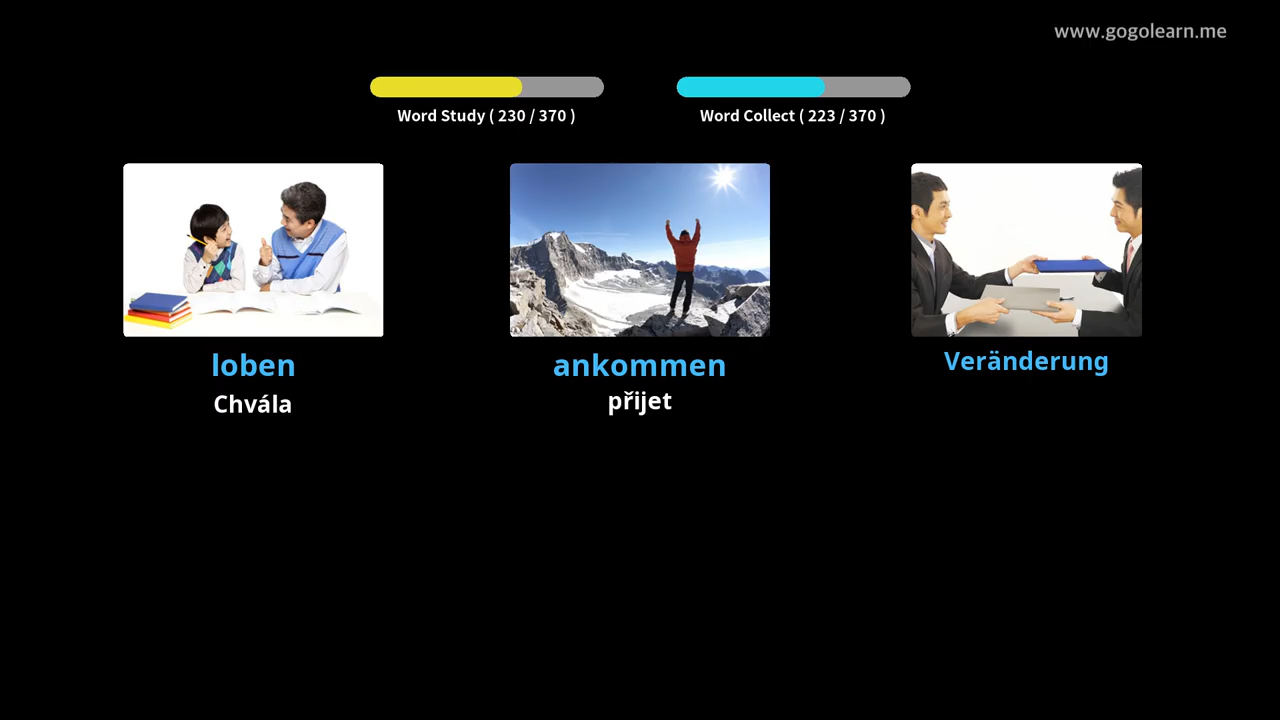 www.gogolearn.me
Word Study ( 230 / 370 )
Word Collect ( 223 / 370 )
loben
ankommen
Veränderung
Chvála
přijet